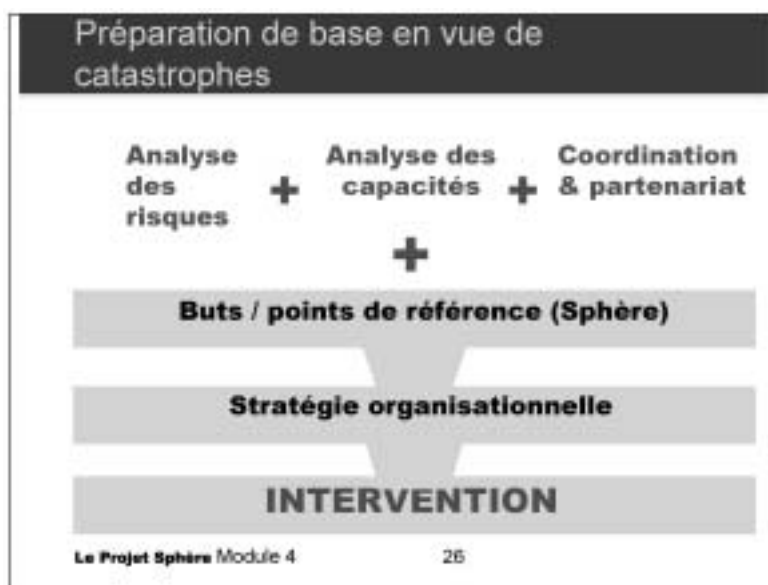 Préparation de base en vue de
catastrophes
Analyse
des
risques
+
Analyse des
capacités
+
Coordination
& partenariat
+
Buts / points de référence (Sphère)
Stratégie organisationnelle
INTERVENTION
Le Projet Sphère Module 4 26